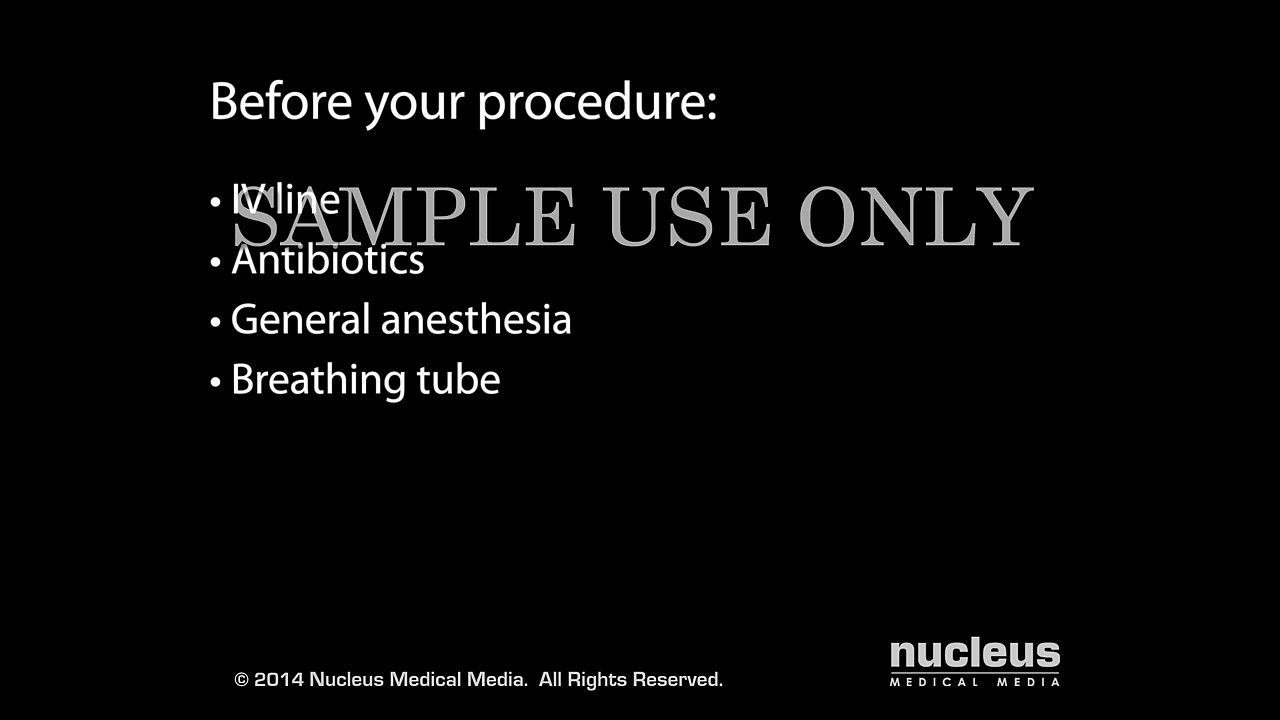 Before your procedure:
• IV line
SAMPLE USE ONLY
• Antibiotics
• General anesthesia
• Breathing tube
nucleus
MEDICAL MEDIA
© 2014 Nucleus Medical Media. All Rights Reserved.